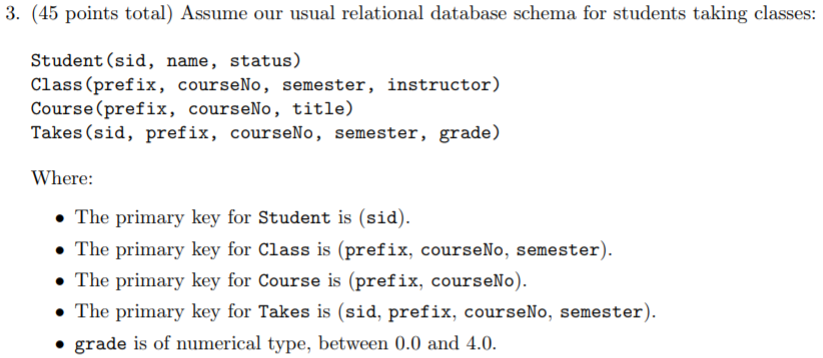 3. (45 points total) Assume our usual relational database schema for students taking classes:
Student(sid, name, status)
Class(prefix, courseNo, semester, instructor)
Course(prefix, courseNo, title)
Takes(sid, prefix, courseNo, semester, grade)
Where:
• The primary key for Student is (sid).
• The primary key for Class is (prefix, courseNo, semester).
• The primary key for Course is (prefix, courseNo).
• The primary key for Takes is (sid, prefix, courseNo, semester).
• grade is of numerical type, between 0.0 and 4.0.